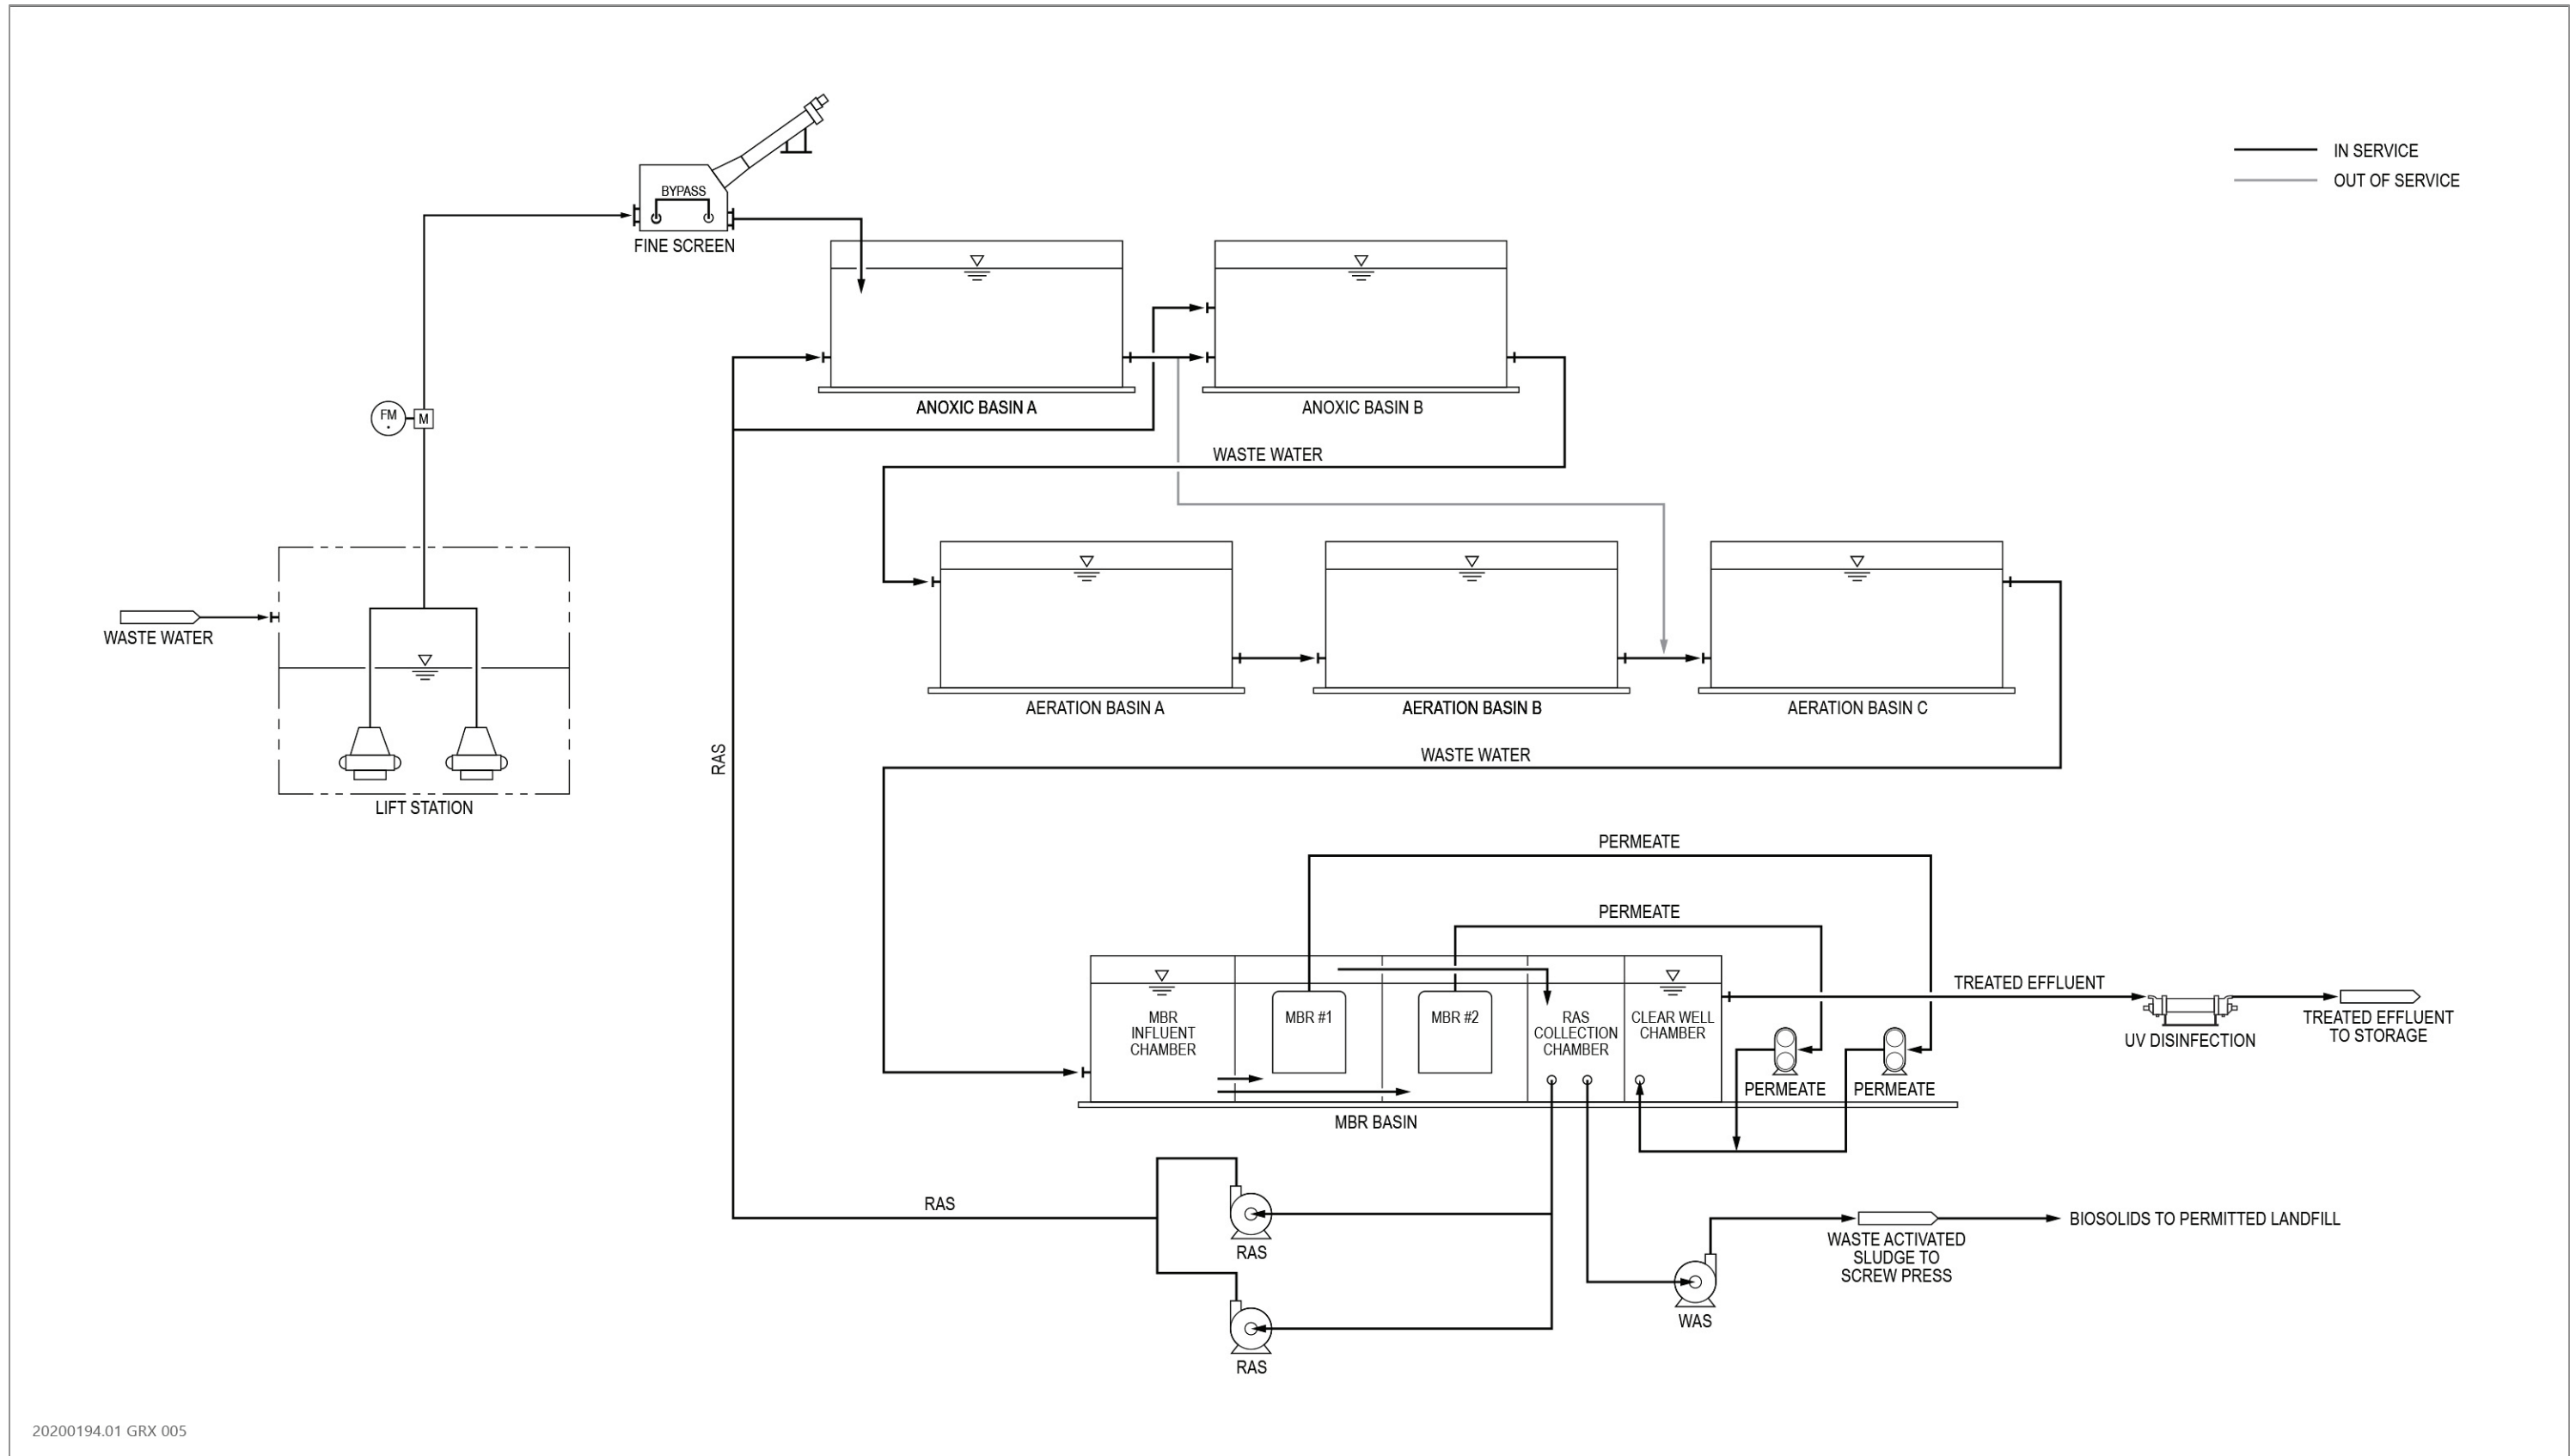 IN SERVICE
OUT OF SERVICE
BYPASS
FINE SCREEN
ANOXIC BASIN A
ANOXIC BASIN B
FM
M
WASTE WATER
WASTE WATER
LIFT STATION
AERATION BASIN A
AERATION BASIN B
AERATION BASIN C
RAS
WASTE WATER
PERMEATE
PERMEATE
MBR
INFLUENT
CHAMBER
MBR #1
MBR #2
RAS
COLLECTION
CHAMBER
CLEAR WELL
CHAMBER
TREATED EFFLUENT
UV DISINFECTION
TREATED EFFLUENT
TO STORAGE
PERMEATE
PERMEATE
MBR BASIN
RAS
RAS
RAS
WASTE ACTIVATED
SLUDGE TO
SCREW PRESS
BIOSOLIDS TO PERMITTED LANDFILL
WAS
20200194.01 GRX 005